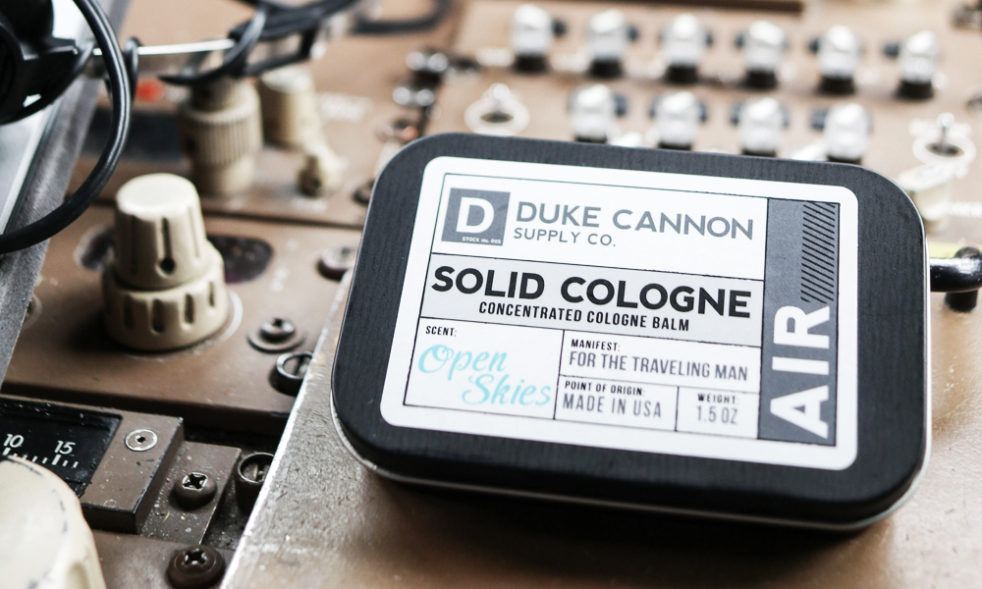 D
STOCK No. 005
DUKE CANNON
SUPPLY CO.
SOLID COLOGNE
CONCENTRATED COLOGNE BALM
SCENT:
Open
Skies
MANIFEST:
FOR THE TRAVELING MAN
POINT OF ORIGIN:
MADE IN USA
WEIGHT:
1.5 OZ
AIR
10 15